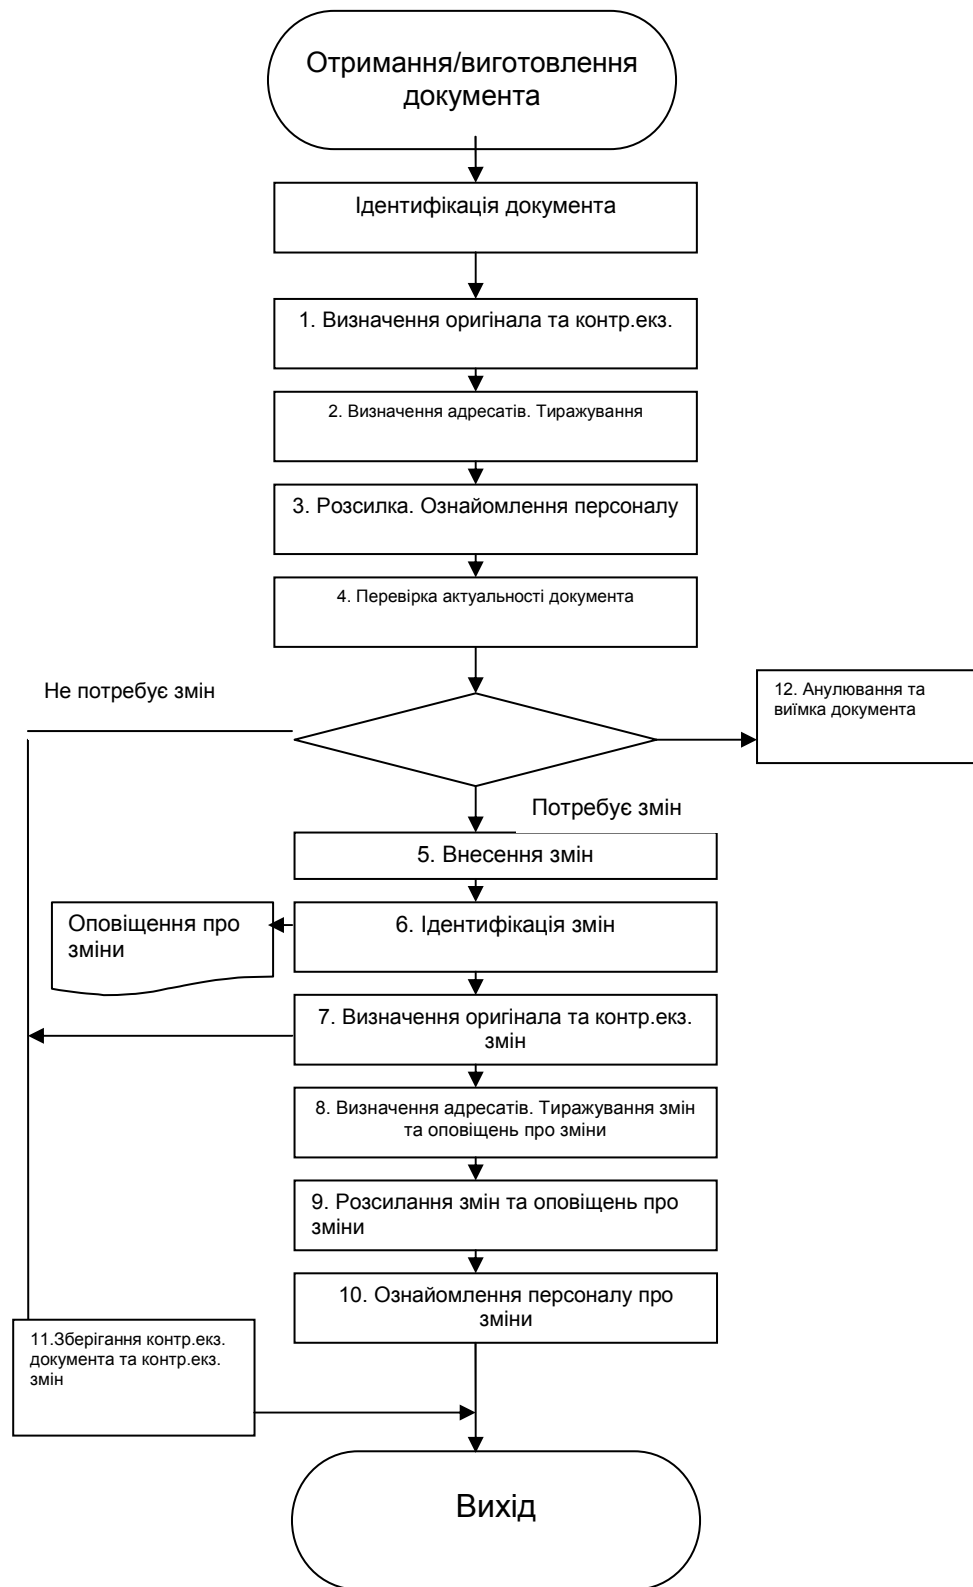 Отримання/виготовлення
документа
Ідентифікація документа
1. Визначення оригінала та контр.екз.
2. Визначення адресатів. Тиражування
3. Розсилка. Ознайомлення персоналу
4. Перевірка актуальності документа
Не потребує змін
12. Анулювання та
виїмка документа
Потребує змін
5. Внесення змін
Оповіщення про
зміни
6. Ідентифікація змін
7. Визначення оригінала та контр.екз.
змін
8. Визначення адресатів. Тиражування змін
та оповіщень про зміни
9. Розсилання змін та оповіщень про
зміни
10. Ознайомлення персоналу про
зміни
11.Зберігання контр.екз.
документа та контр.екз.
змін
Вихід